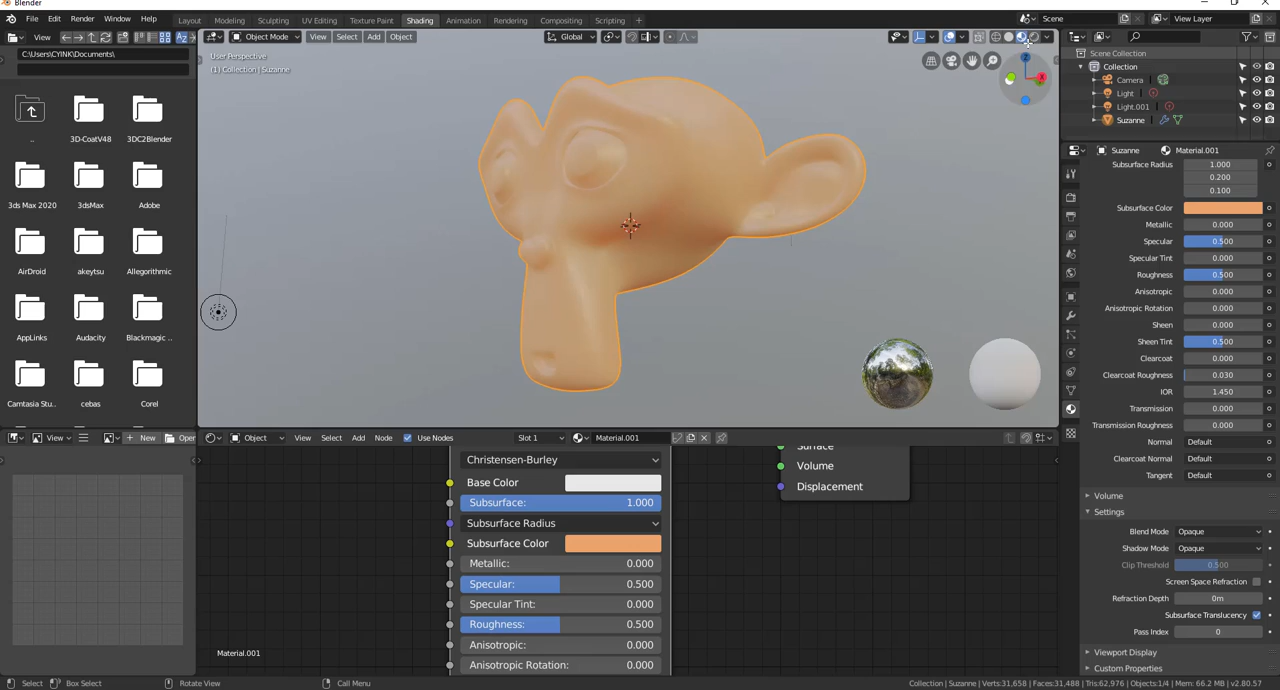 Blender
File Edit Render Window Help Layout Modeling Sculpting UV Editing Texture Paint Shading Animation Rendering Compositing Scripting + Scene View Layer
View
Object Mode View Select Add Object Global
C:\Users\CYINK\Documents\
User Perspective
(1) Collection | Suzanne
Scene Collection
Collection
Camera
Light
Light.001
Suzanne
..
3D-CoatV48
3DC2Blender
3ds Max 2020
3dsMax
Adobe
AirDroid
akeytsu
Allegorithmic
AppLinks
Audacity
Blackmagic ..
Camtasia Stu..
cebas
Corel
Z
X
Suzanne Material.001
Subsurface Radius 1.000
0.200
0.100
Subsurface Color
Metallic 0.000
Specular 0.500
Specular Tint 0.000
Roughness 0.500
Anisotropic 0.000
Anisotropic Rotation 0.000
Sheen 0.000
Sheen Tint 0.500
Clearcoat 0.000
Clearcoat Roughness 0.030
IOR 1.450
Transmission 0.000
Transmission Roughness 0.000
Normal Default
Clearcoat Normal Default
Tangent Default
Volume
Settings
Blend Mode Opaque
Shadow Mode Opaque
Clip Threshold 0.500
Screen Space Refraction
Refraction Depth 0m
Subsurface Translucency
Pass Index 0
Viewport Display
Custom Properties
View + New Open
Object View Select Add Node Use Nodes Slot 1 Material.001
Christensen-Burley
Base Color
Subsurface: 1.000
Subsurface Radius
Subsurface Color
Metallic: 0.000
Specular: 0.500
Specular Tint: 0.000
Roughness: 0.500
Anisotropic: 0.000
Anisotropic Rotation: 0.000
Surface
Volume
Displacement
Material.001
Select Box Select Rotate View Call Menu Collection | Suzanne | Verts:31,658 | Faces:31,488 | Tris:62,976 | Objects:1/4 | Mem: 66.2 MB | v2.80.57